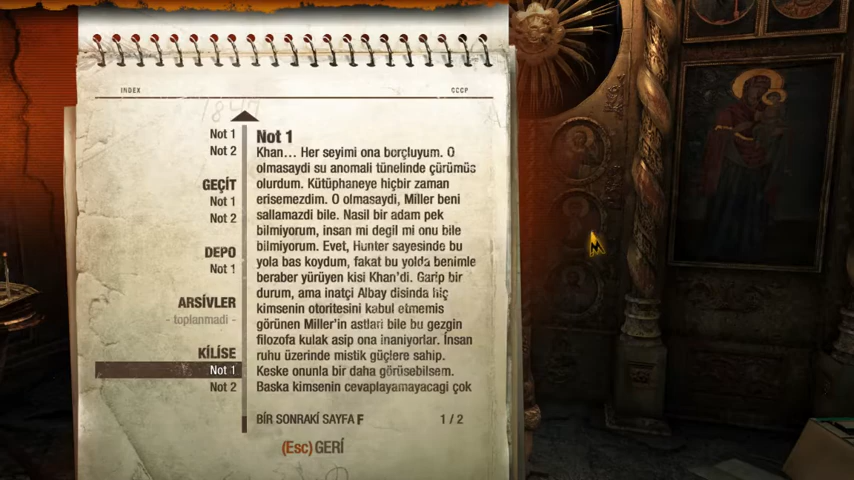 INDEX
CCCP
Not 1
Not 2
GEÇİT
Not 1
Not 2
DEPO
Not 1
ARSİVLER
- toplanmadi -
KİLİSE
Not 1
Not 2
Not 1
Khan... Her seyimi ona borçluyum. O
olmasaydi su anomali tünelinde çürümüs
olurdum. Kütüphaneye hiçbir zaman
erisemezdim. O olmasaydi, Miller beni
sallamazdi bile. Nasil bir adam pek
bilmiyorum, insan mi degil mi onu bile
bilmiyorum. Evet, Hunter sayesinde bu
yola bas koydum, fakat bu yolda benimle
beraber yürüyen kisi Khan'di. Garip bir
durum, ama inatçi Albay disinda hiç
kimsenin otoritesini kabul etmemis
görünen Miller'in astlari bile bu gezgin
filozofa kulak asip ona inaniyorlar. İnsan
ruhu üzerinde mistik güçlere sahip.
Keske onunla bir daha görüsebilsem.
Baska kimsenin cevaplayamayacagi çok
BİR SONRAKİ SAYFA F
1 / 2
(Esc) GERİ